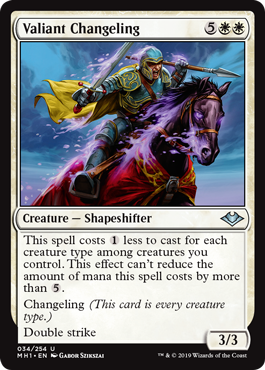 Valiant Changeling 5WW
Creature — Shapeshifter
This spell costs 1 less to cast for each
creature type among creatures you
control. This effect can't reduce the
amount of mana this spell costs by more
than 5.
Changeling (This card is every creature
type.)
Double strike
3/3
034/254 U
MH1 • EN GABOR SZIKSZAI
™ & © 2019 Wizards of the Coast